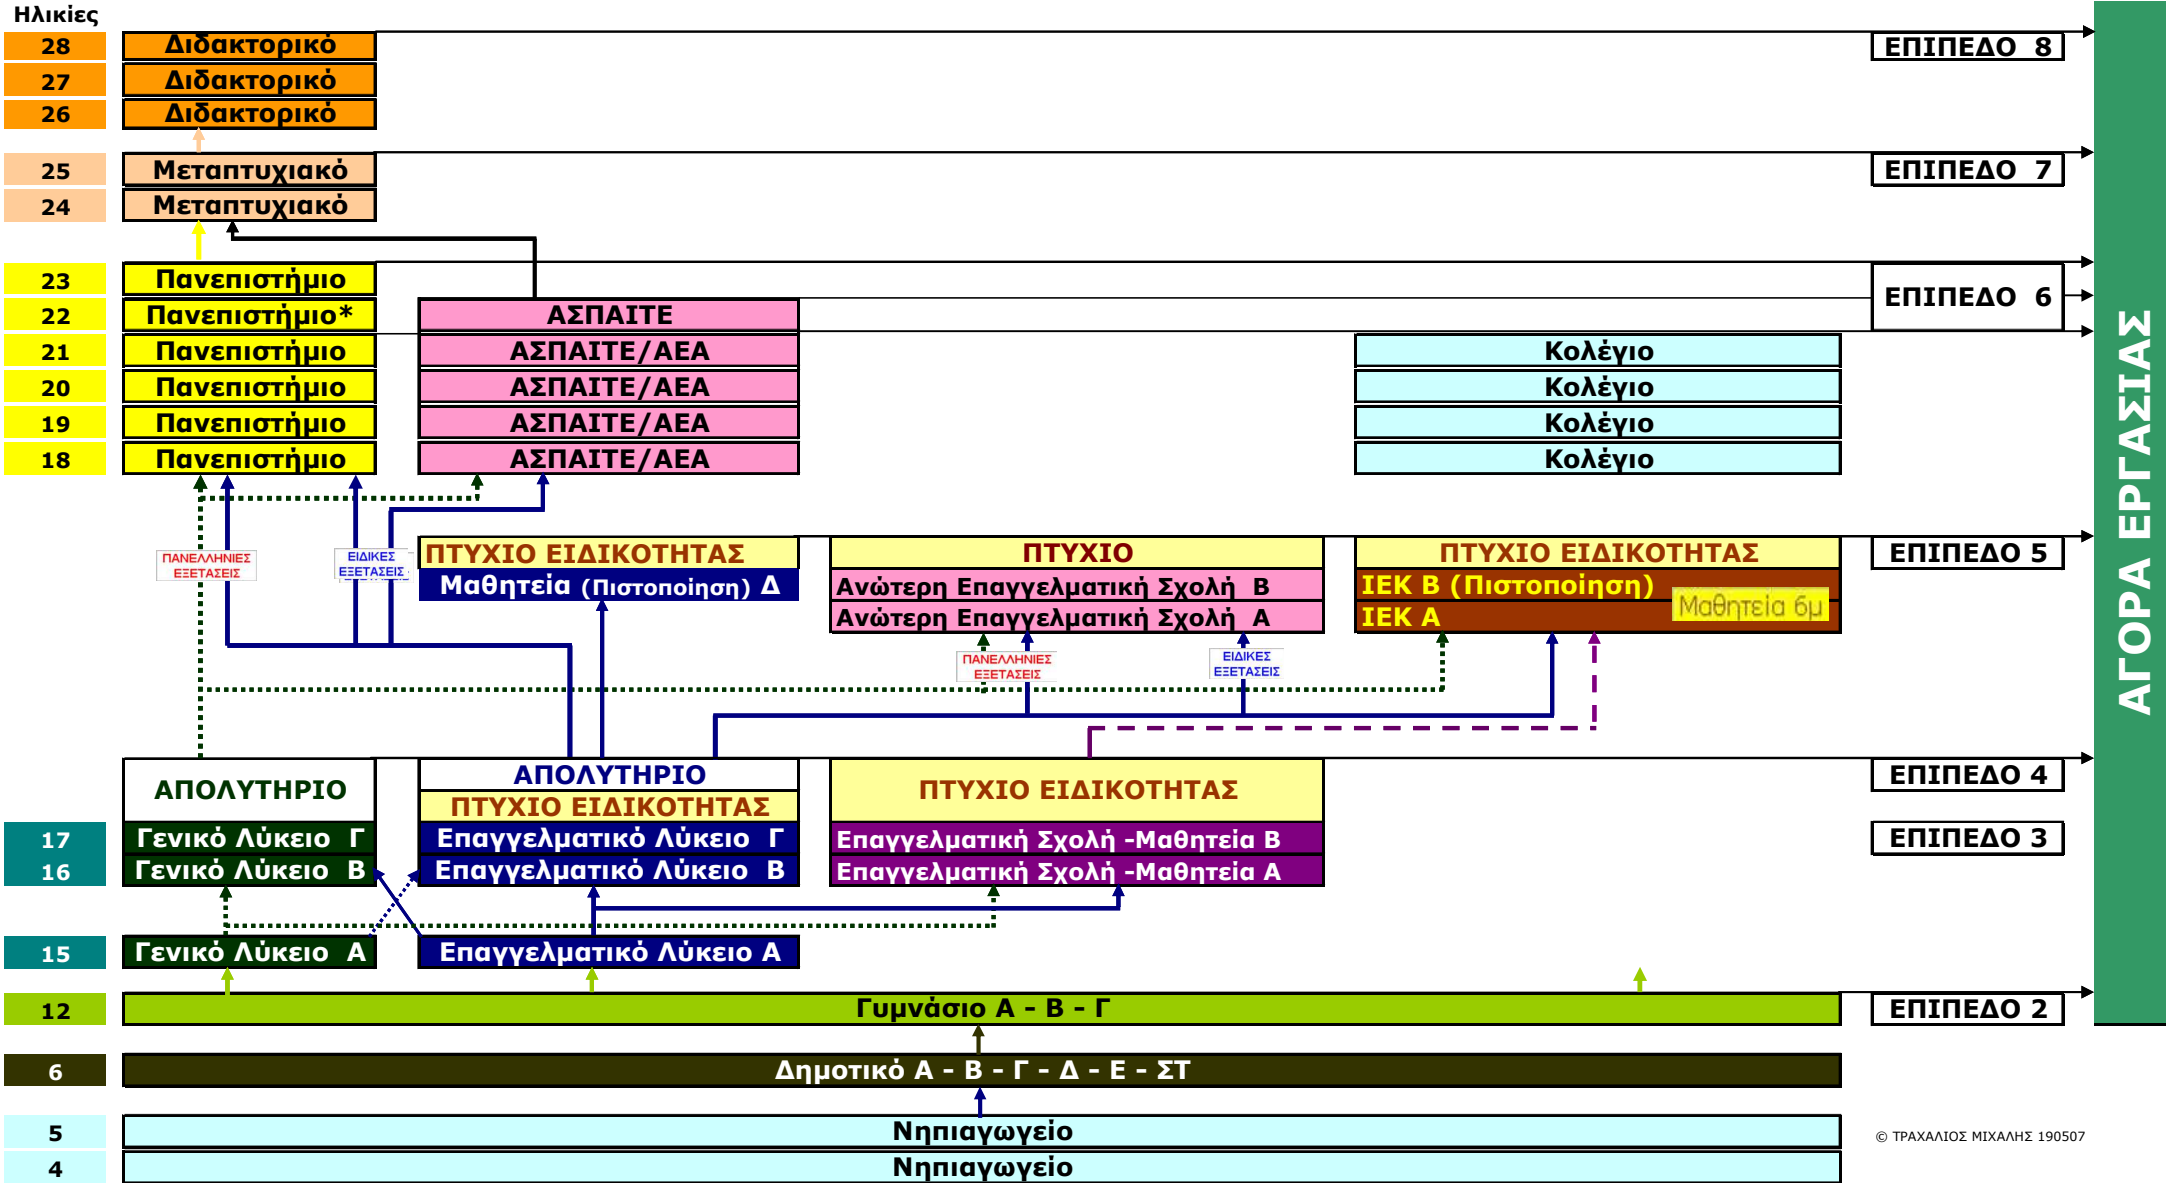 Ηλικίες
28 Διδακτορικό ΕΠΙΠΕΔΟ 8
27 Διδακτορικό
26 Διδακτορικό
25 Μεταπτυχιακό ΕΠΙΠΕΔΟ 7
24 Μεταπτυχιακό
23 Πανεπιστήμιο
ΕΠΙΠΕΔΟ 6
22 Πανεπιστήμιο* ΑΣΠΑΙΤΕ
21 Πανεπιστήμιο ΑΣΠΑΙΤΕ/ΑΕΑ Κολέγιο
20 Πανεπιστήμιο ΑΣΠΑΙΤΕ/ΑΕΑ Κολέγιο
19 Πανεπιστήμιο ΑΣΠΑΙΤΕ/ΑΕΑ Κολέγιο
18 Πανεπιστήμιο ΑΣΠΑΙΤΕ/ΑΕΑ Κολέγιο
ΑΓΟΡΑ ΕΡΓΑΣΙΑΣ
ΠΑΝΕΛΛΗΝΙΕΣ
ΕΞΕΤΑΣΕΙΣ
ΕΙΔΙΚΕΣ
ΕΞΕΤΑΣΕΙΣ
ΠΤΥΧΙΟ ΕΙΔΙΚΟΤΗΤΑΣ ΠΤΥΧΙΟ ΠΤΥΧΙΟ ΕΙΔΙΚΟΤΗΤΑΣ ΕΠΙΠΕΔΟ 5
Μαθητεία (Πιστοποίηση) Δ Ανώτερη Επαγγελματική Σχολή Β ΙΕΚ Β (Πιστοποίηση)
Μαθητεία 6μ
Ανώτερη Επαγγελματική Σχολή Α ΙΕΚ Α
ΠΑΝΕΛΛΗΝΙΕΣ
ΕΞΕΤΑΣΕΙΣ
ΕΙΔΙΚΕΣ
ΕΞΕΤΑΣΕΙΣ
ΑΠΟΛΥΤΗΡΙΟ ΑΠΟΛΥΤΗΡΙΟ ΠΤΥΧΙΟ ΕΙΔΙΚΟΤΗΤΑΣ ΕΠΙΠΕΔΟ 4
ΠΤΥΧΙΟ ΕΙΔΙΚΟΤΗΤΑΣ
17 Γενικό Λύκειο Γ Επαγγελματικό Λύκειο Γ Επαγγελματική Σχολή -Μαθητεία Β ΕΠΙΠΕΔΟ 3
16 Γενικό Λύκειο Β Επαγγελματικό Λύκειο Β Επαγγελματική Σχολή -Μαθητεία Α
15 Γενικό Λύκειο Α Επαγγελματικό Λύκειο Α
12 Γυμνάσιο Α - Β - Γ ΕΠΙΠΕΔΟ 2
6 Δημοτικό Α - Β - Γ - Δ - Ε - ΣΤ
5 Νηπιαγωγείο
© ΤΡΑΧΑΛΙΟΣ ΜΙΧΑΛΗΣ 190507
4 Νηπιαγωγείο